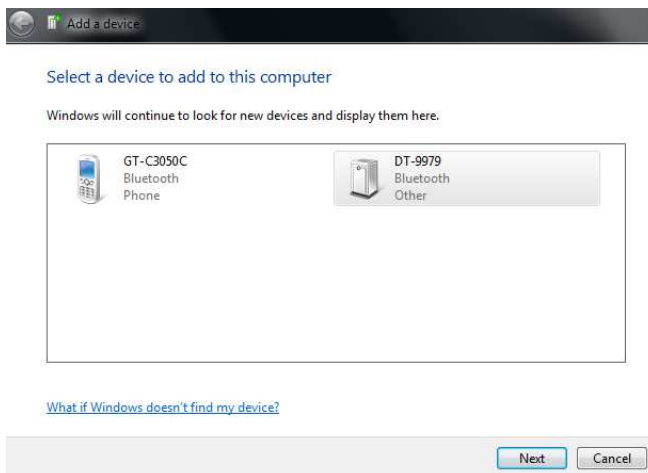 Add a device
Select a device to add to this computer
Windows will continue to look for new devices and display them here.
GT-C3050C
Bluetooth
Phone
DT-9979
Bluetooth
Other
What if Windows doesn't find my device?
Next
Cancel